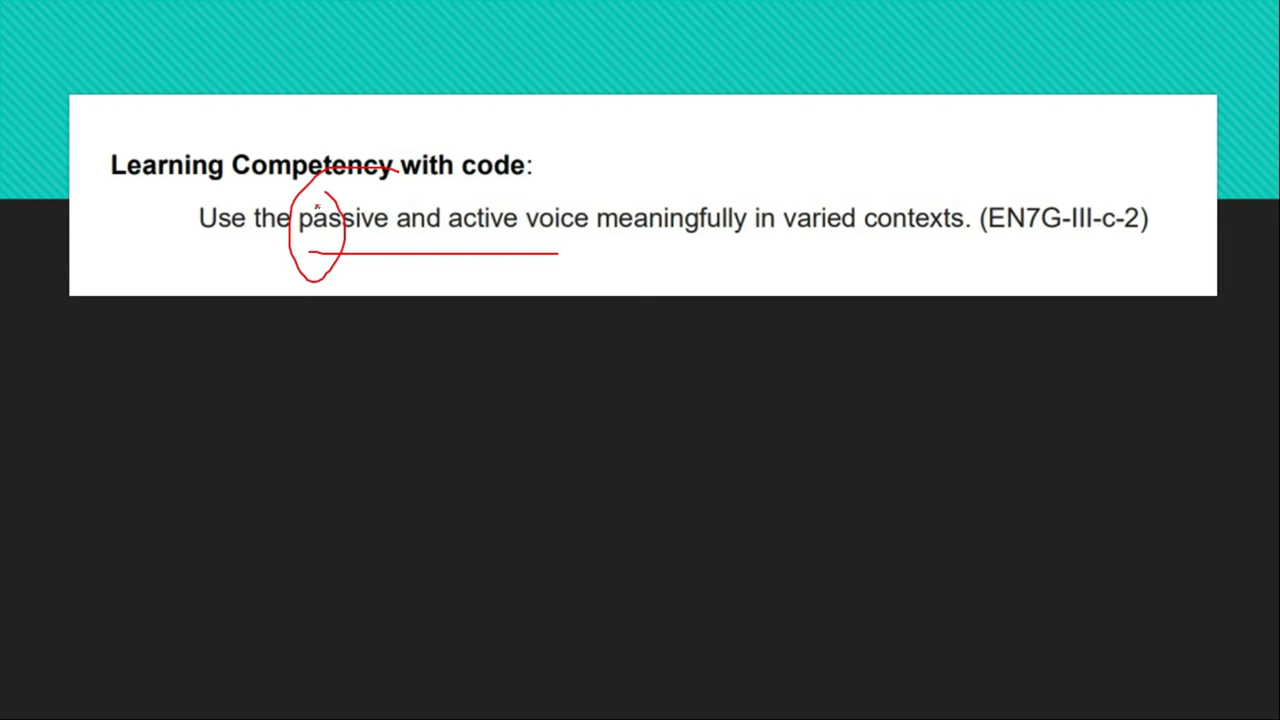 Learning Competency with code:
Use the passive and active voice meaningfully in varied contexts. (EN7G-III-c-2)